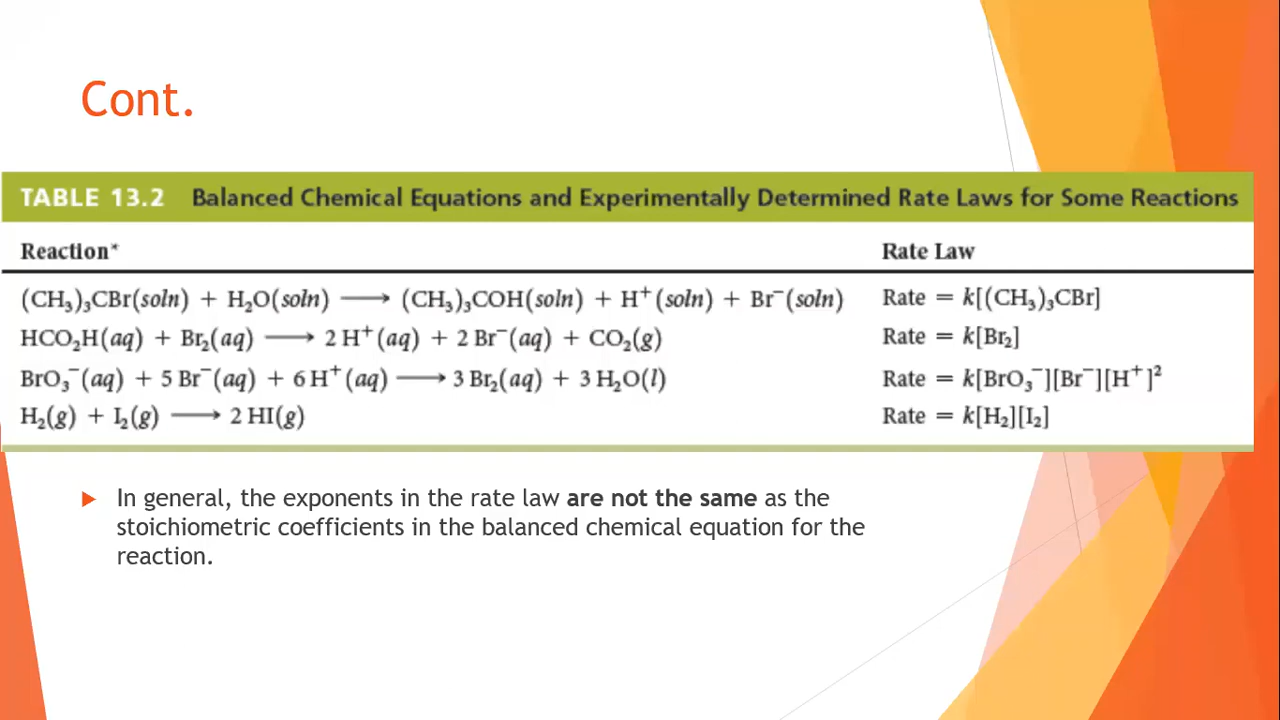 Cont.
TABLE 13.2 Balanced Chemical Equations and Experimentally Determined Rate Laws for Some Reactions
Reaction* Rate Law
(CH₃)₃CBr(soln) + H₂O(soln) ⟶ (CH₃)₃COH(soln) + H⁺(soln) + Br⁻(soln) Rate = k[(CH₃)₃CBr]
HCO₂H(aq) + Br₂(aq) ⟶ 2 H⁺(aq) + 2 Br⁻(aq) + CO₂(g) Rate = k[Br₂]
BrO₃⁻(aq) + 5 Br⁻(aq) + 6 H⁺(aq) ⟶ 3 Br₂(aq) + 3 H₂O(l) Rate = k[BrO₃⁻][Br⁻][H⁺]²
H₂(g) + I₂(g) ⟶ 2 HI(g) Rate = k[H₂][I₂]
In general, the exponents in the rate law are not the same as the
stoichiometric coefficients in the balanced chemical equation for the
reaction.